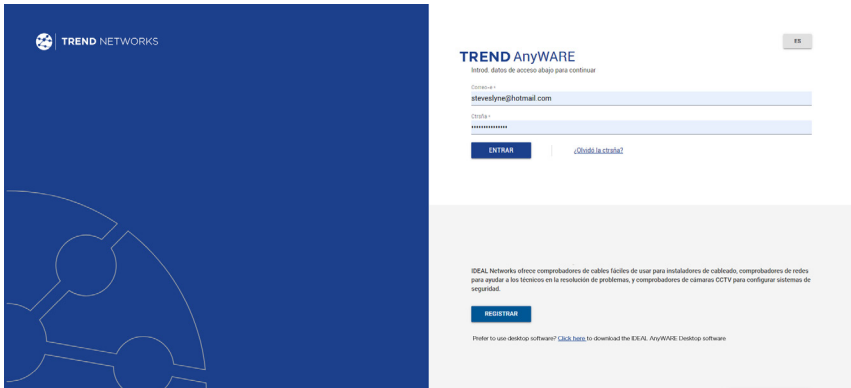 TREND NETWORKS
ES
TREND AnyWARE
Introd. datos de acceso abajo para continuar
Correo-e *
steveslyne@hotmail.com
Ctrsña *
•••••••••••••••
ENTRAR
¿Olvidó la ctrsña?
IDEAL Networks ofrece comprobadores de cables fáciles de usar para instaladores de cableado, comprobadores de redes
para ayudar a los técnicos en la resolución de problemas, y comprobadores de cámaras CCTV para configurar sistemas de
seguridad.
REGISTRAR
Prefer to use desktop software? Click here to download the IDEAL AnyWARE Desktop software